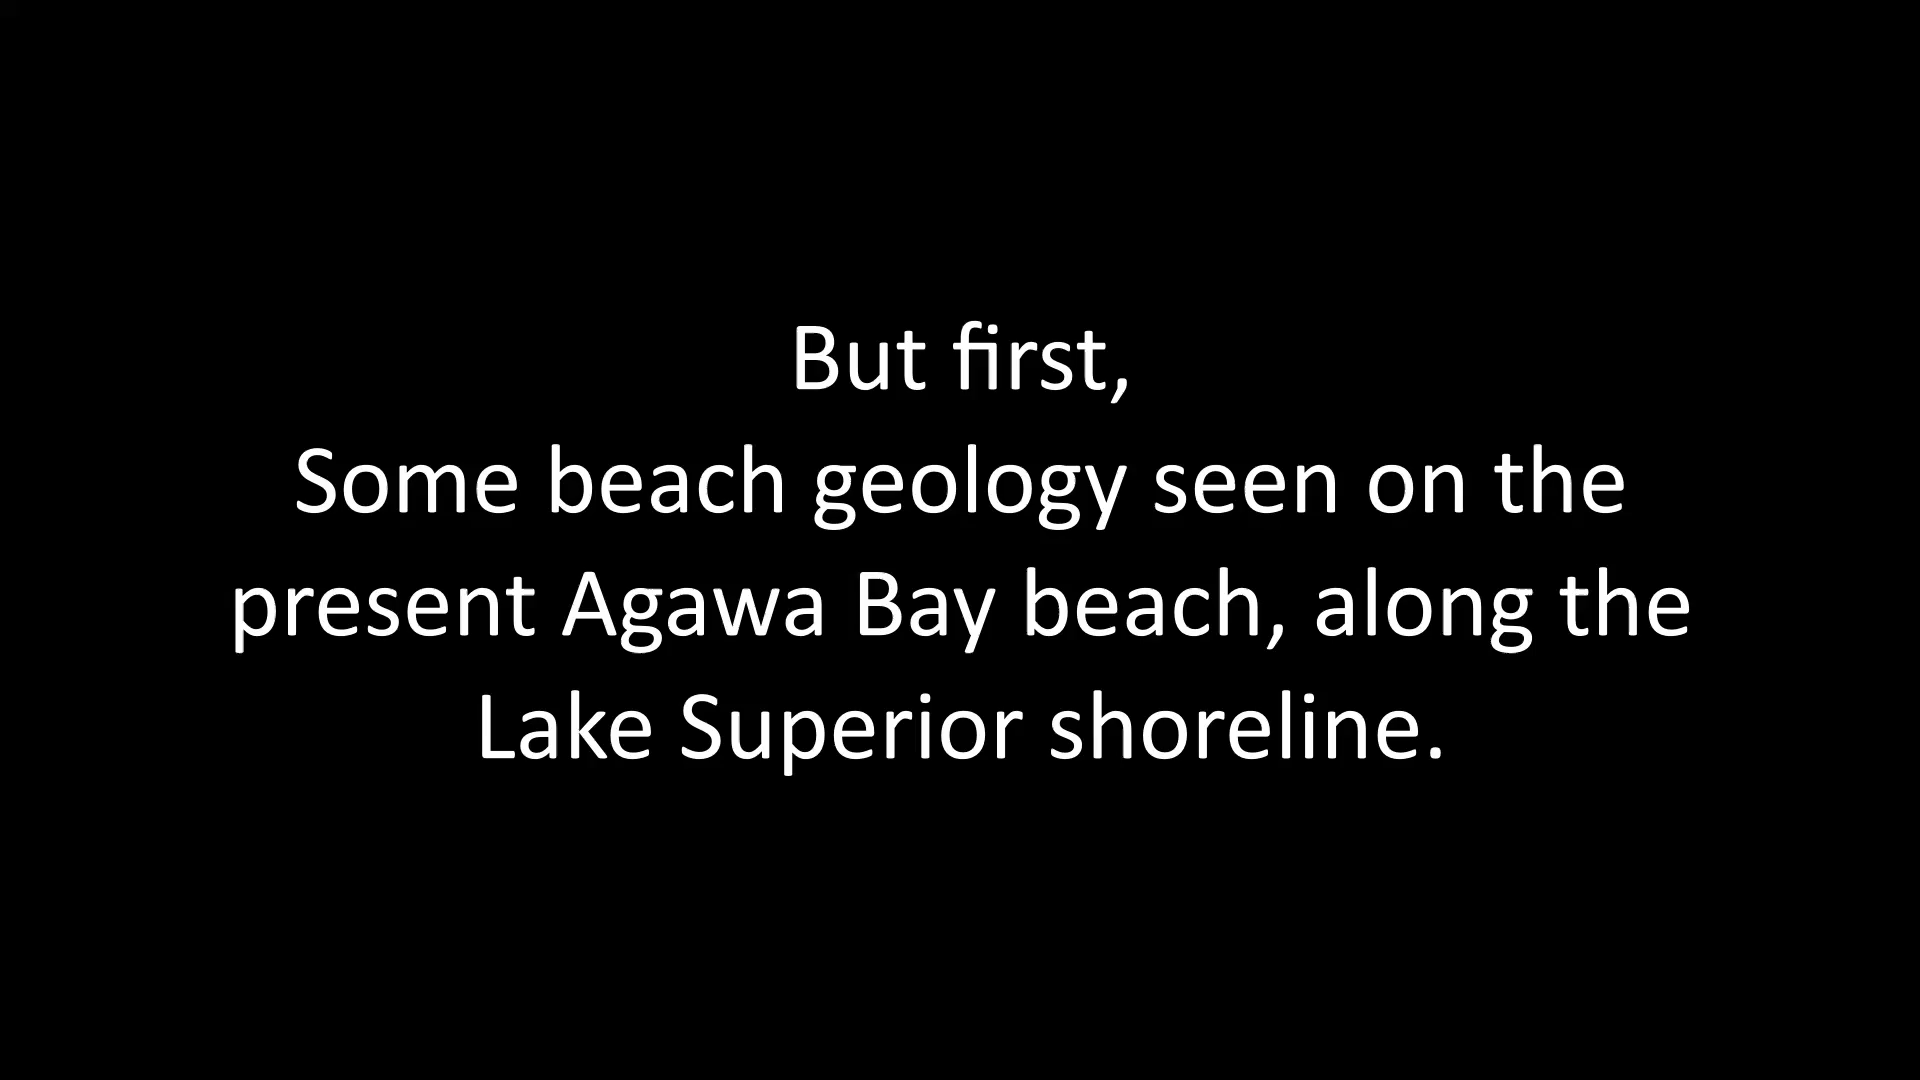 But first,
Some beach geology seen on the
present Agawa Bay beach, along the
Lake Superior shoreline.